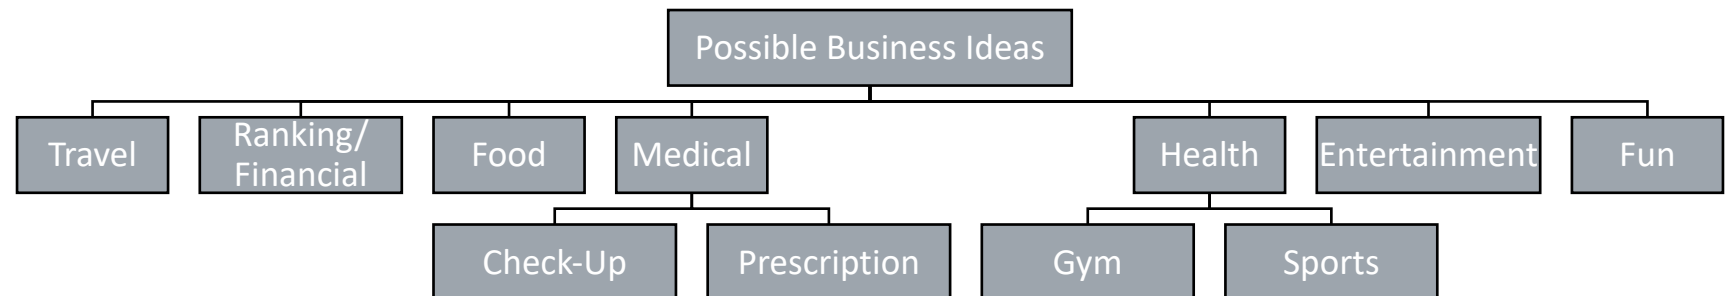 Possible Business Ideas
Travel
Ranking/
Financial
Food
Medical
Health
Entertainment
Fun
Check-Up
Prescription
Gym
Sports